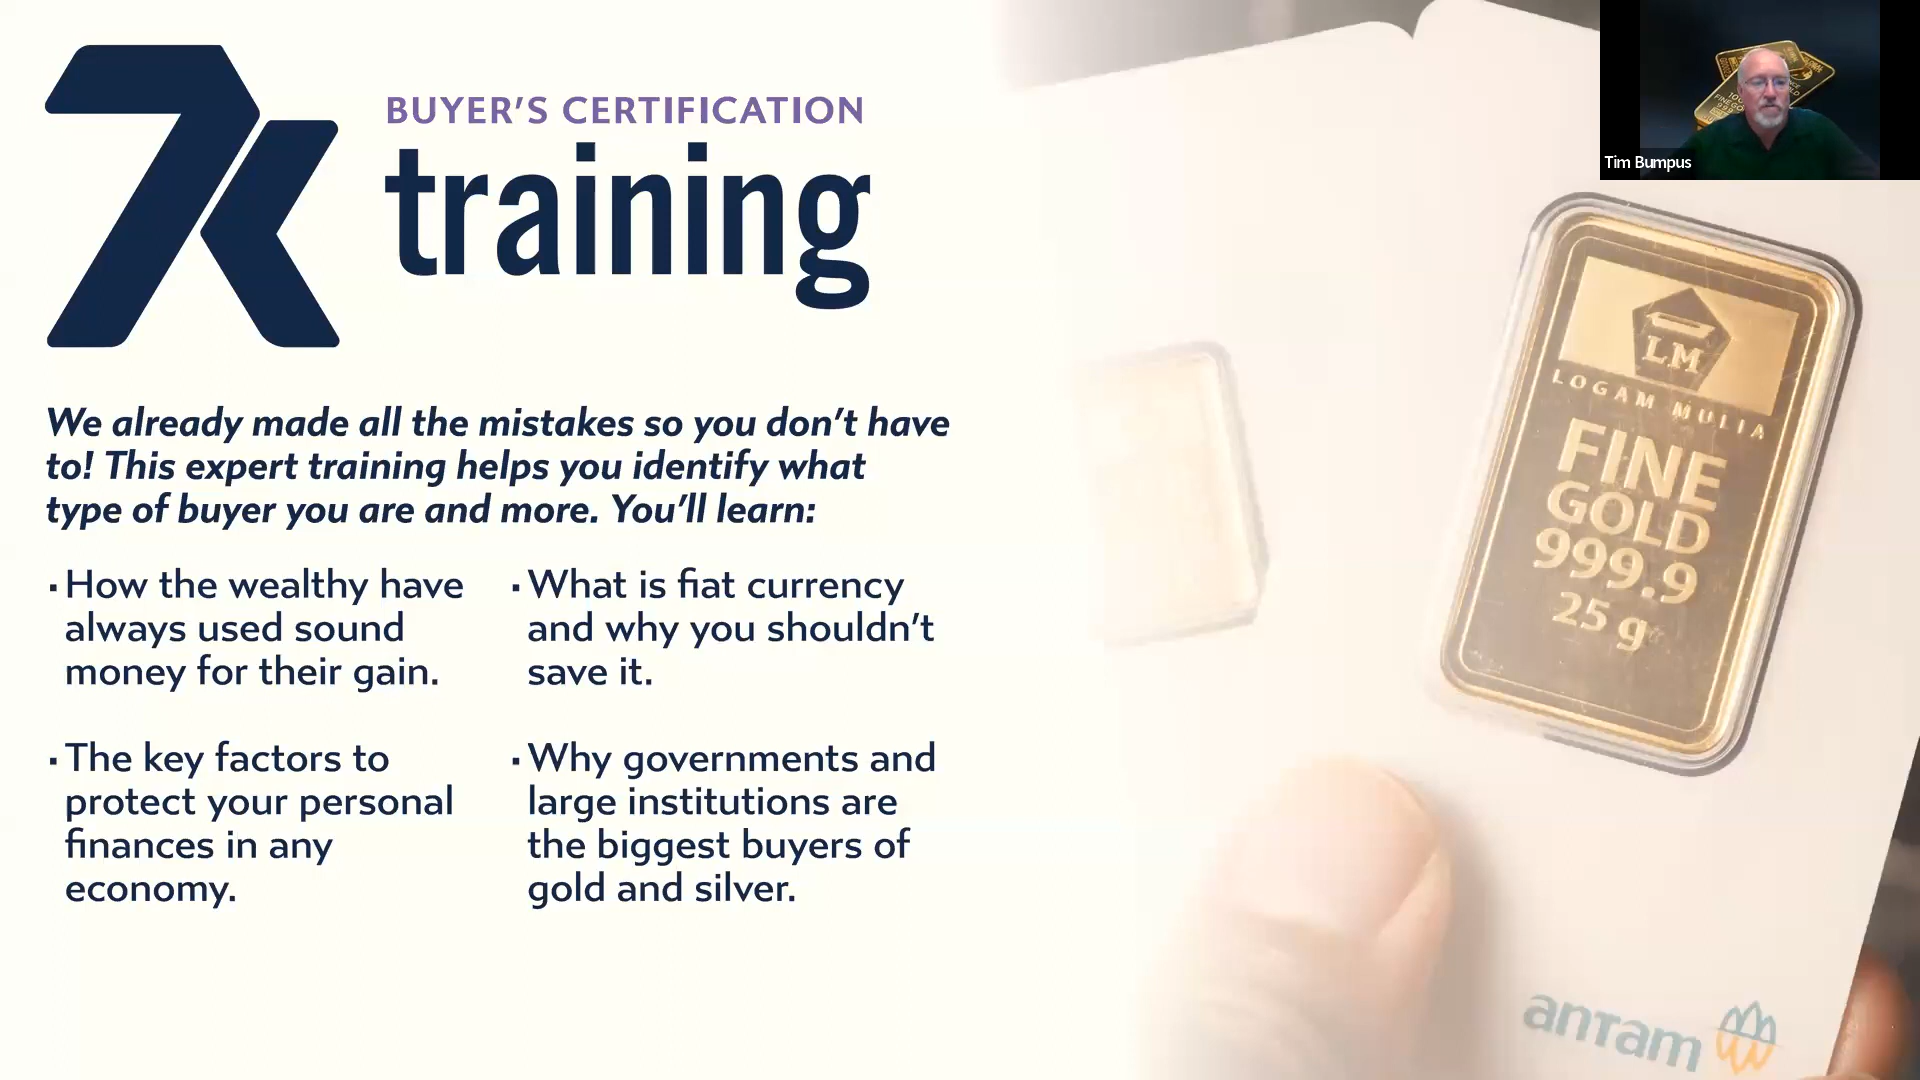 7k
BUYER'S CERTIFICATION
training
We already made all the mistakes so you don't have
to! This expert training helps you identify what
type of buyer you are and more. You'll learn:
▪ How the wealthy have
always used sound
money for their gain.
▪ The key factors to
protect your personal
finances in any
economy.
▪ What is fiat currency
and why you shouldn't
save it.
▪ Why governments and
large institutions are
the biggest buyers of
gold and silver.
Tim Bumpus
LM
LOGAM MULIA
FINE
GOLD
999.9
25 g
antam